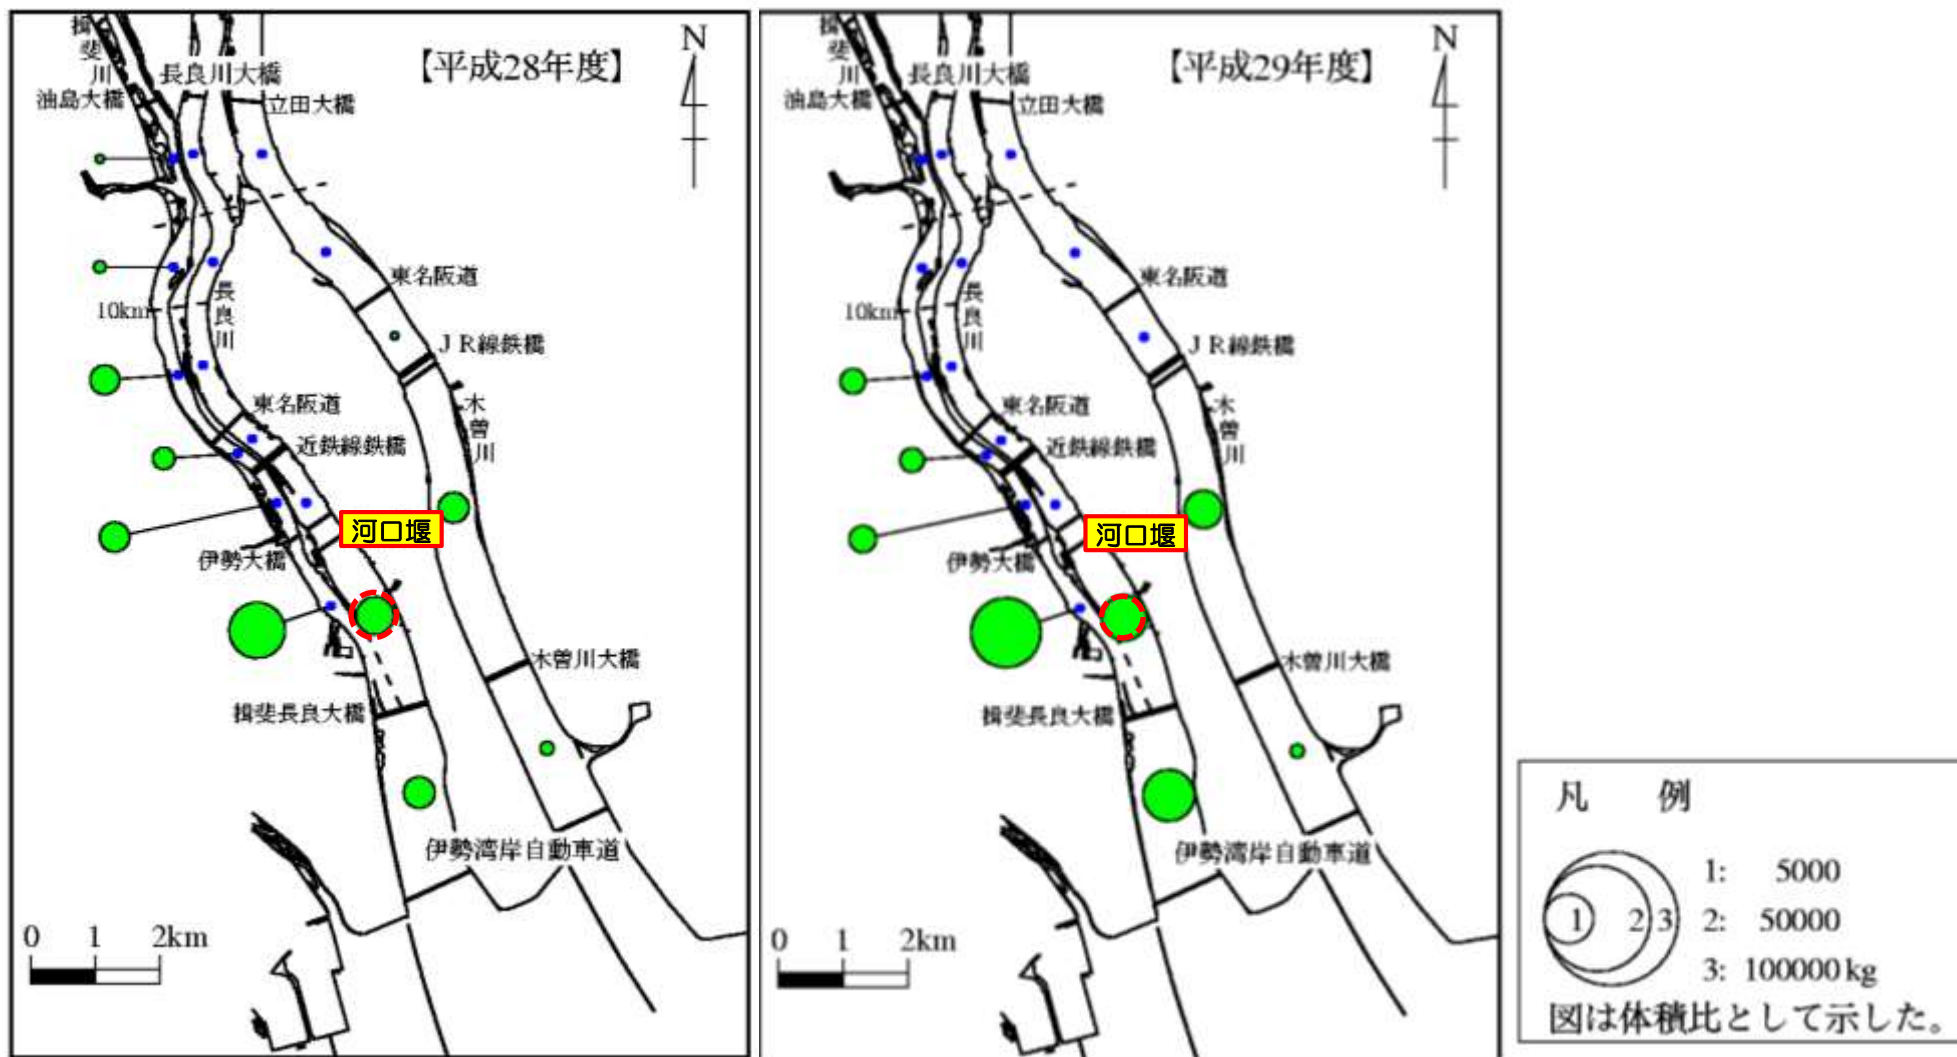 【平成28年度】
N
揖斐川
長良川大橋
油島大橋
立田大橋
東名阪道
10km
長良川
JR線鉄橋
東名阪道
木曽川
近鉄線鉄橋
河口堰
伊勢大橋
木曽川大橋
揖斐長良大橋
伊勢湾岸自動車道
0 1 2km
【平成29年度】
N
揖斐川
長良川大橋
油島大橋
立田大橋
東名阪道
10km
長良川
JR線鉄橋
東名阪道
木曽川
近鉄線鉄橋
河口堰
伊勢大橋
木曽川大橋
揖斐長良大橋
伊勢湾岸自動車道
0 1 2km
凡 例
1: 5000
1 2 3 2: 50000
3: 100000kg
図は体積比として示した。